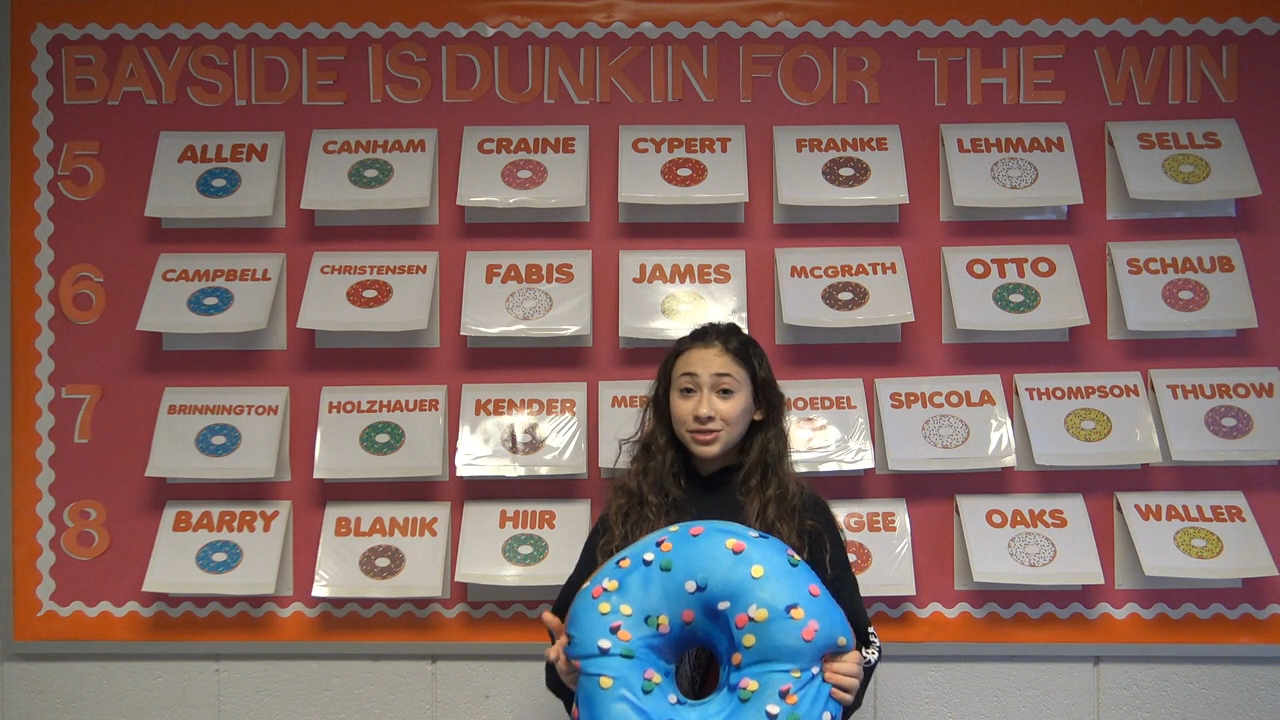 BAYSIDE IS DUNKIN FOR THE WIN
5 ALLEN CANHAM CRAINE CYPERT FRANKE LEHMAN SELLS
6 CAMPBELL CHRISTENSEN FABIS JAMES MCGRATH OTTO SCHAUB
7 BRINNINGTON HOLZHAUER KENDER SPICOLA THOMPSON THUROW
8 BARRY BLANIK HIIR OAKS WALLER